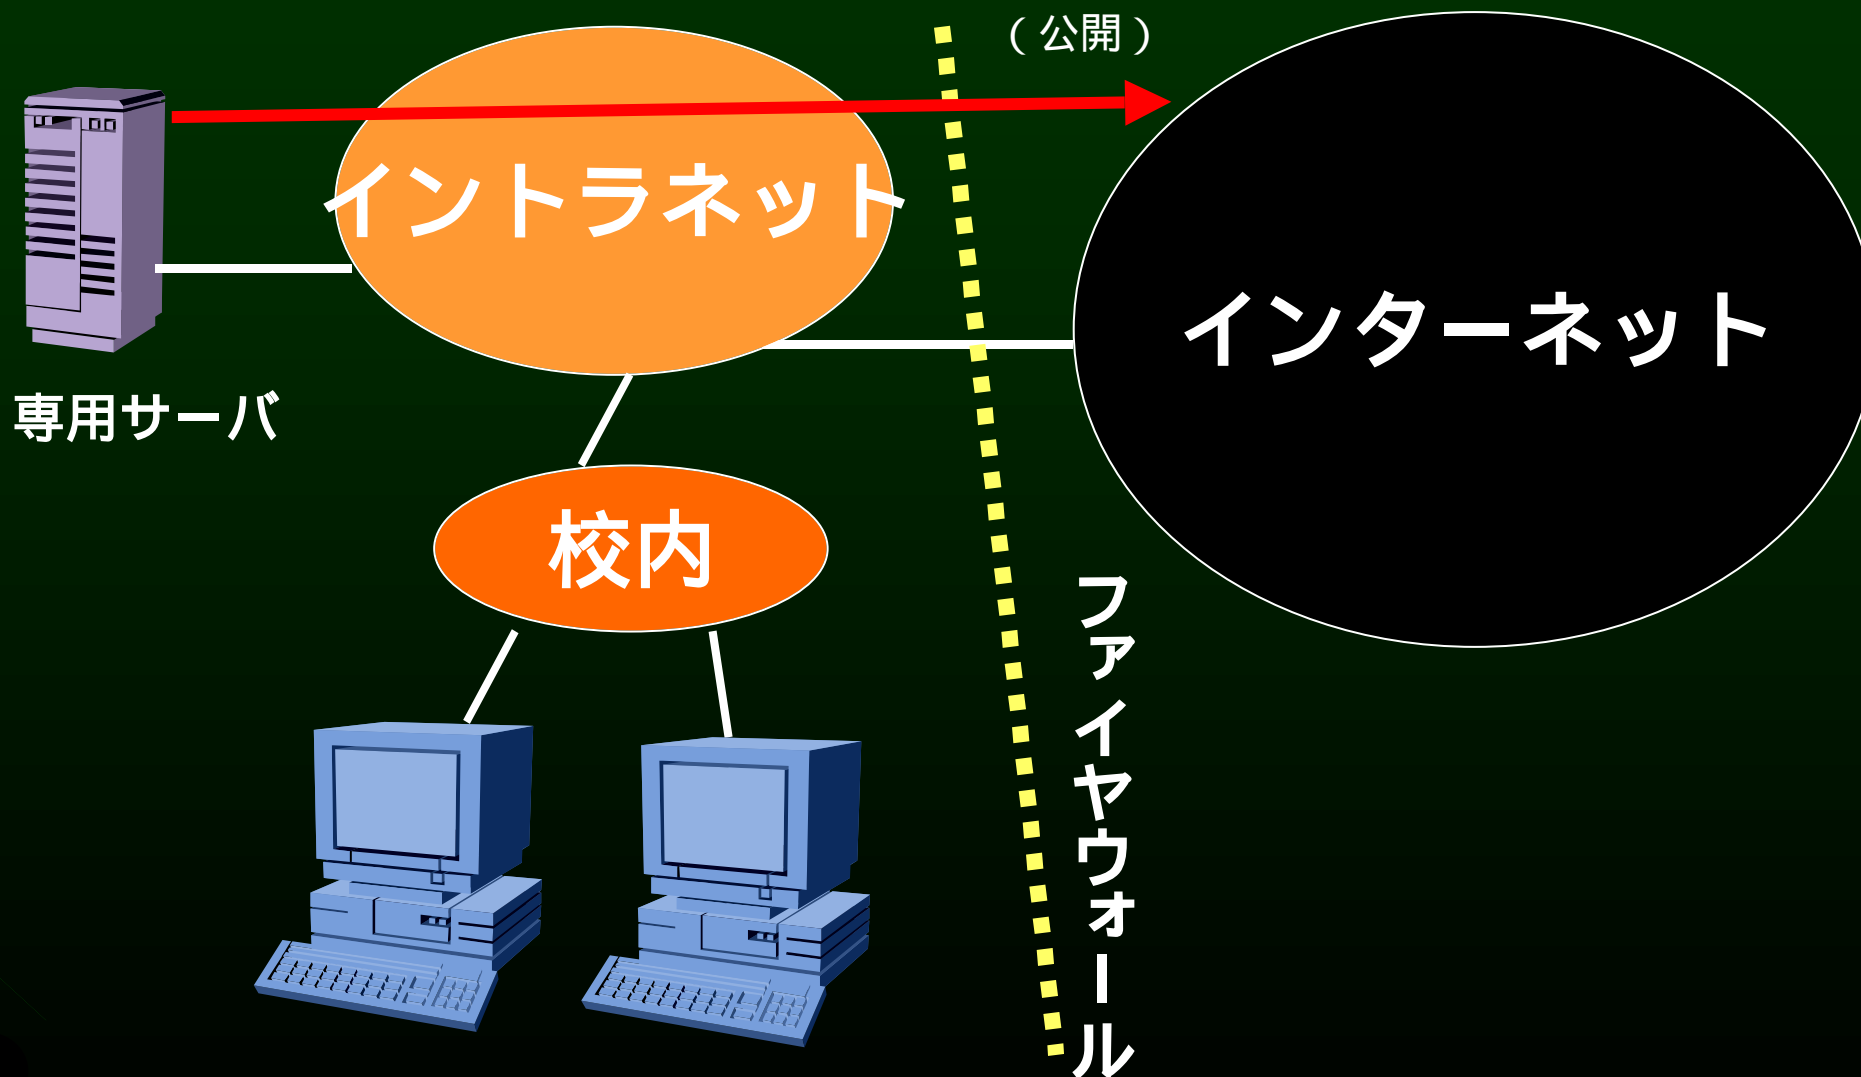 （公開）
イントラネット
インターネット
専用サーバ
校内
ファイヤウォール